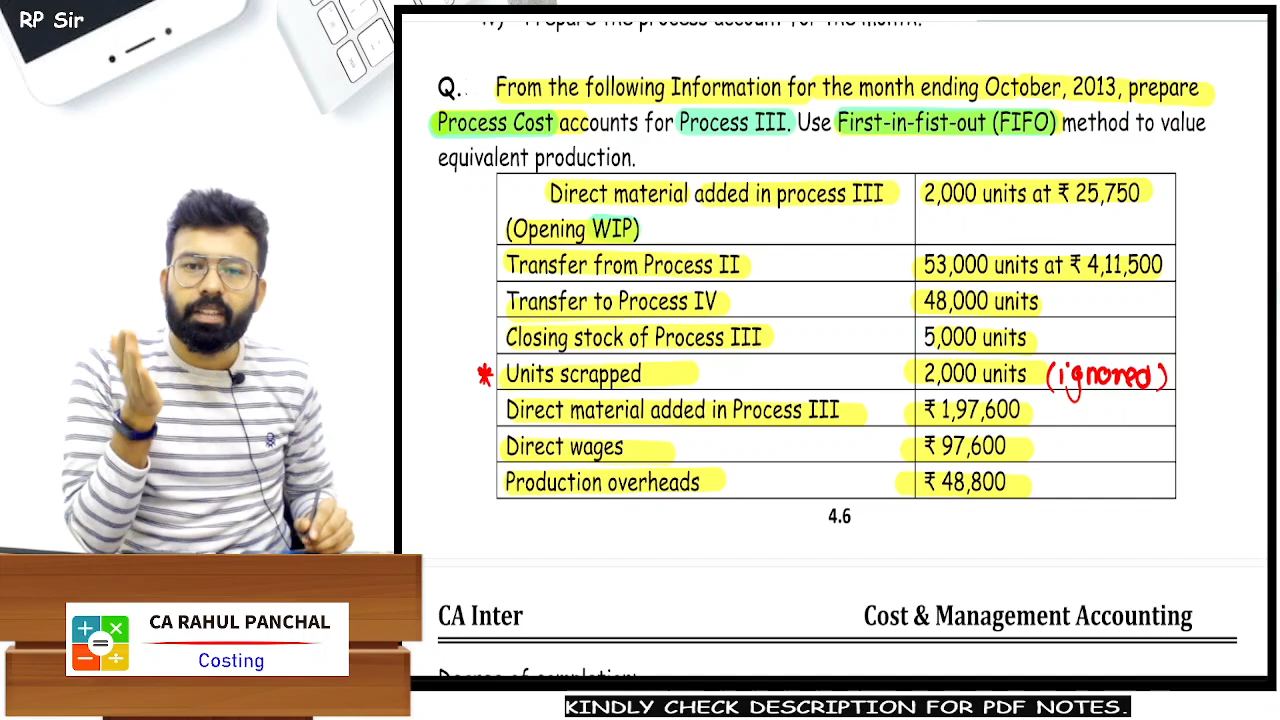 RP Sir
Q. From the following Information for the month ending October, 2013, prepare
Process Cost accounts for Process III. Use First-in-fist-out (FIFO) method to value
equivalent production.
Direct material added in process III 2,000 units at ₹ 25,750
(Opening WIP)
Transfer from Process II 53,000 units at ₹ 4,11,500
Transfer to Process IV 48,000 units
Closing stock of Process III 5,000 units
* Units scrapped 2,000 units (ignored)
Direct material added in Process III ₹ 1,97,600
Direct wages ₹ 97,600
Production overheads ₹ 48,800
4.6
CA Inter Cost & Management Accounting
CA RAHUL PANCHAL
Costing
KINDLY CHECK DESCRIPTION FOR PDF NOTES.